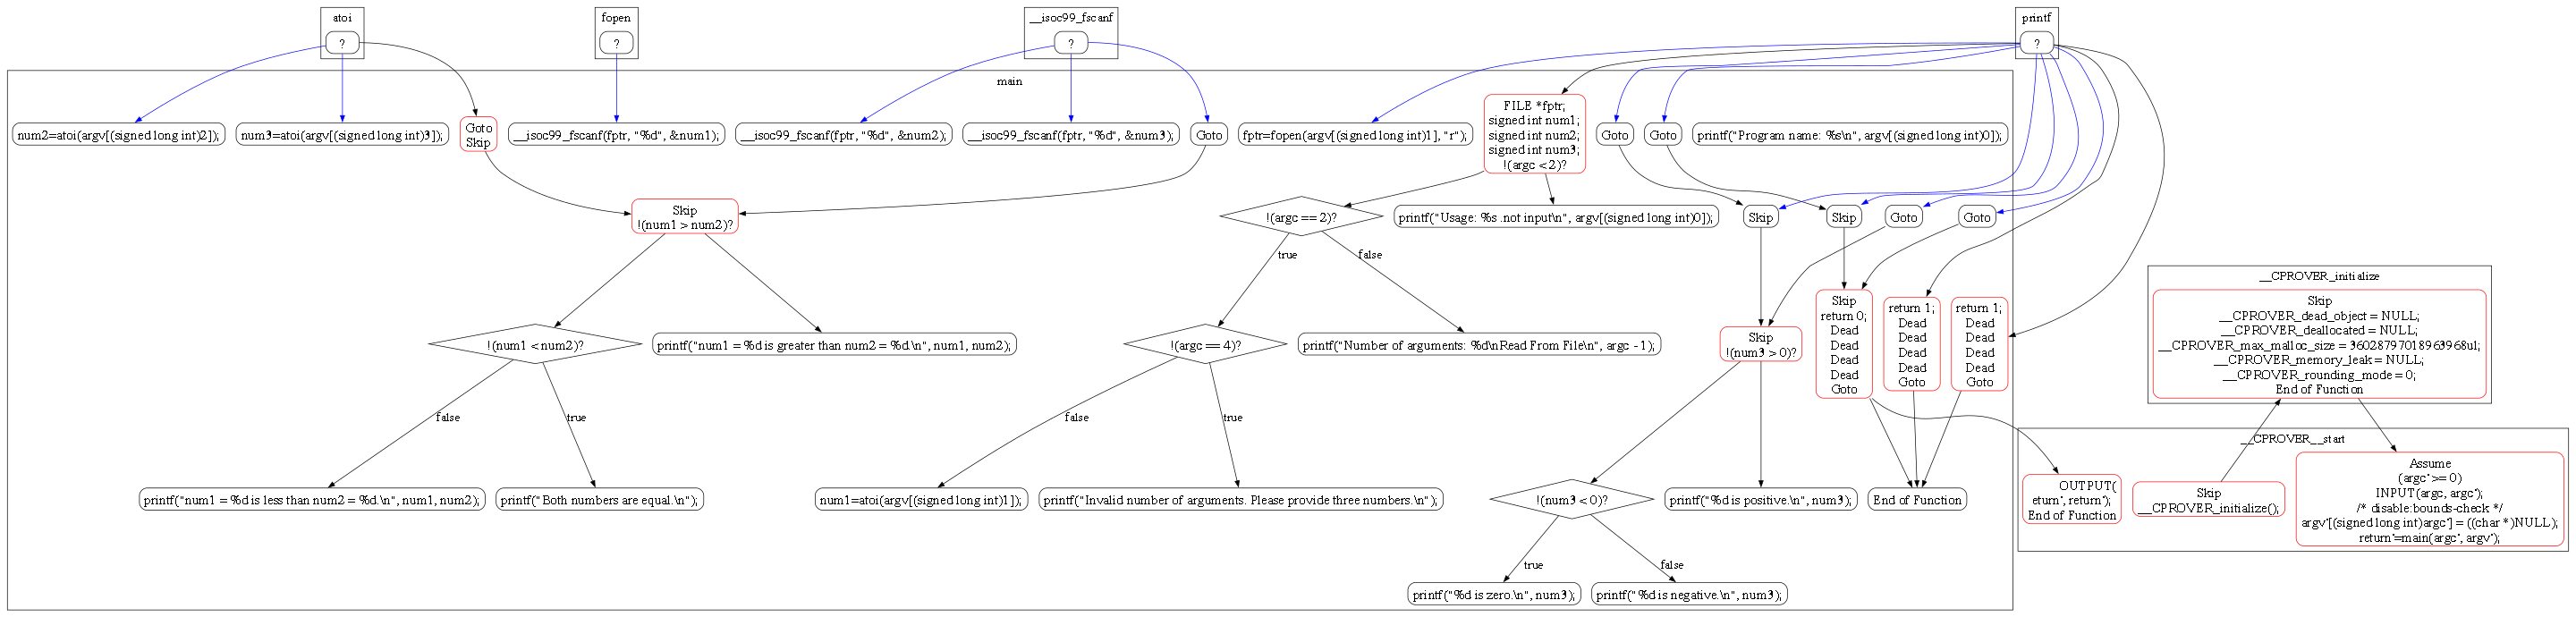 atoi
?
fopen
?
__isoc99_fscanf
?
printf
?
main
num2=atoi(argv[(signed long int)2]);
num3=atoi(argv[(signed long int)3]);
Goto
Skip
__isoc99_fscanf(fptr, "%d", &num1);
__isoc99_fscanf(fptr, "%d", &num2);
__isoc99_fscanf(fptr, "%d", &num3);
Goto
fptr=fopen(argv[(signed long int)1], "r");
FILE *fptr;
signed int num1;
signed int num2;
signed int num3;
!(argc < 2)?
Goto
Goto
printf("Program name: %s\n", argv[(signed long int)0]);
Skip
!(num1 > num2)?
!(argc == 2)?
printf("Usage: %s .not input\n", argv[(signed long int)0]);
Skip
Skip
Goto
Goto
true
false
!(num1 < num2)?
printf("num1 = %d is greater than num2 = %d.\n", num1, num2);
!(argc == 4)?
printf("Number of arguments: %d\nRead From File\n", argc - 1);
Skip
!(num3 > 0)?
Skip
return 0;
Dead
Dead
Dead
Dead
Goto
return 1;
Dead
Dead
Dead
Dead
Goto
return 1;
Dead
Dead
Dead
Dead
Goto
__CPROVER_initialize
Skip
__CPROVER_dead_object = NULL;
__CPROVER_deallocated = NULL;
__CPROVER_max_malloc_size = 36028797018963968ul;
__CPROVER_memory_leak = NULL;
__CPROVER_rounding_mode = 0;
End of Function
false
true
false
true
printf("num1 = %d is less than num2 = %d.\n", num1, num2);
printf("Both numbers are equal.\n");
num1=atoi(argv[(signed long int)1]);
printf("Invalid number of arguments. Please provide three numbers.\n");
!(num3 < 0)?
printf("%d is positive.\n", num3);
End of Function
__CPROVER__start
OUTPUT(
eturn', return');
End of Function
Skip
__CPROVER_initialize();
Assume
(argc' >= 0)
INPUT(argc, argc');
/* disable:bounds-check */
argv'[(signed long int)argc'] = ((char *)NULL);
return'=main(argc', argv');
true
false
printf("%d is zero.\n", num3);
printf("%d is negative.\n", num3);